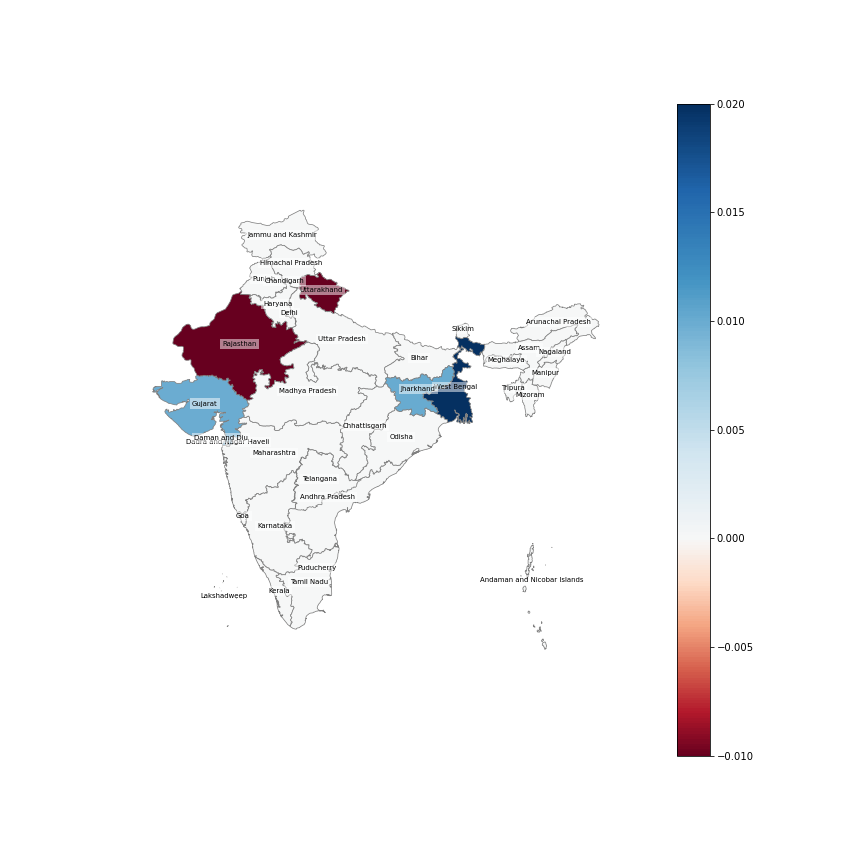 0.020
0.015
0.010
0.005
0.000
−0.005
−0.010
Jammu and Kashmir
Himachal Pradesh
Chandigarh
Uttarakhand
Haryana
Delhi
Rajasthan
Uttar Pradesh
Sikkim
Arunachal Pradesh
Assam
Nagaland
Bihar
Meghalaya
Manipur
Jharkhand
West Bengal
Tripura
Mizoram
Gujarat
Madhya Pradesh
Chhattisgarh
Odisha
Daman and Diu
Dadra and Nagar Haveli
Maharashtra
Telangana
Andhra Pradesh
Goa
Karnataka
Puducherry
Tamil Nadu
Kerala
Lakshadweep
Andaman and Nicobar Islands